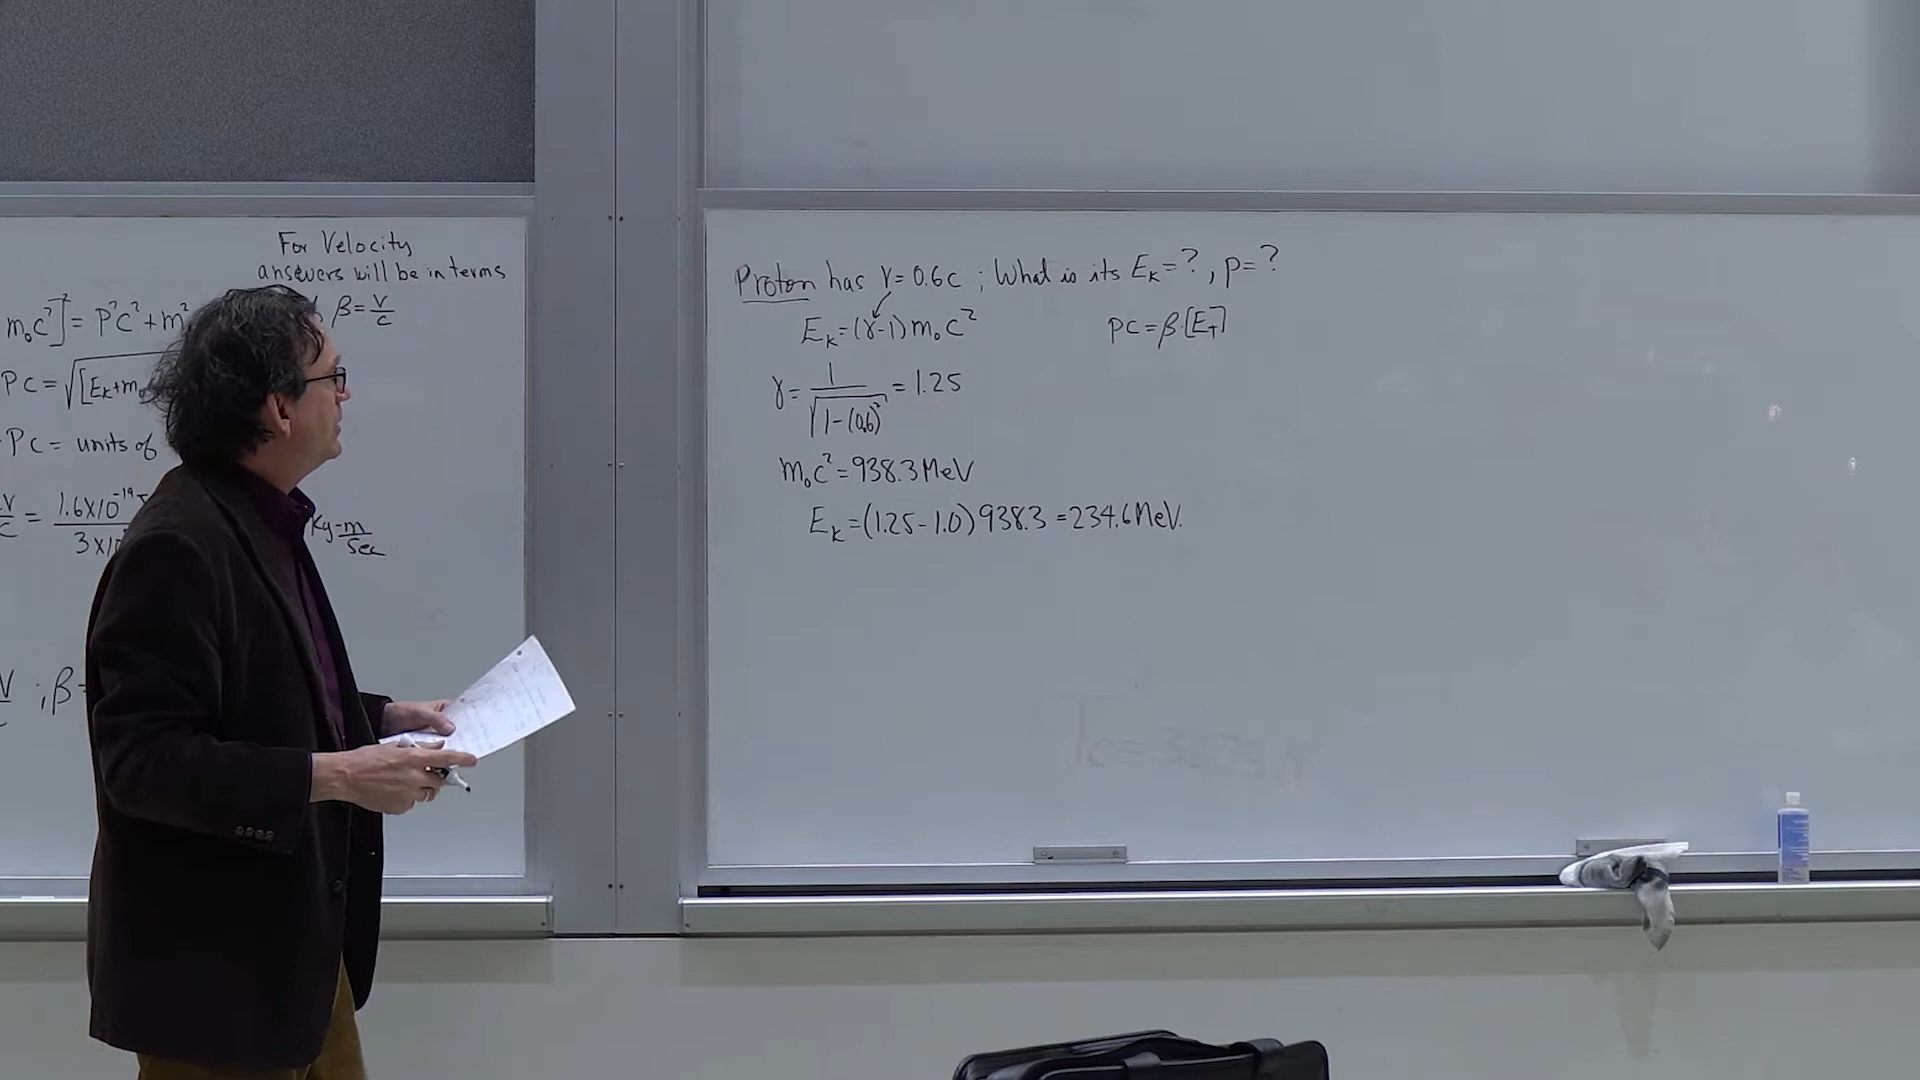 For Velocity
answers will be in terms
β = v/c
m₀c²]² = P²c² + m²
Pc = √[Eₖ+m₀
Pc = units of
= 1.6×10⁻¹⁹
3×10
Kg-m/sec
; β=
Proton has v = 0.6c ; What is its Eₖ = ? , p = ?
Eₖ = (γ-1) m₀c²
Pc = β·[E_T]
γ = 1/√(1-(0.6)²) = 1.25
m₀c² = 938.3 MeV
Eₖ = (1.25 - 1.0) 938.3 = 234.6 MeV.